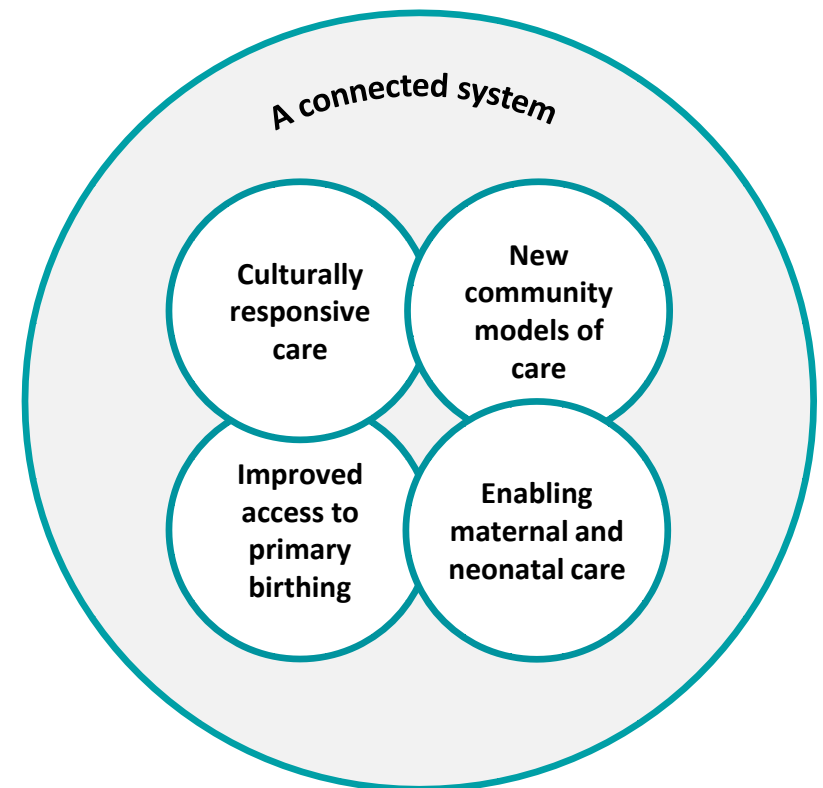 A connected system
Culturally
responsive
care
New
community
models of
care
Improved
access to
primary
birthing
Enabling
maternal and
neonatal care